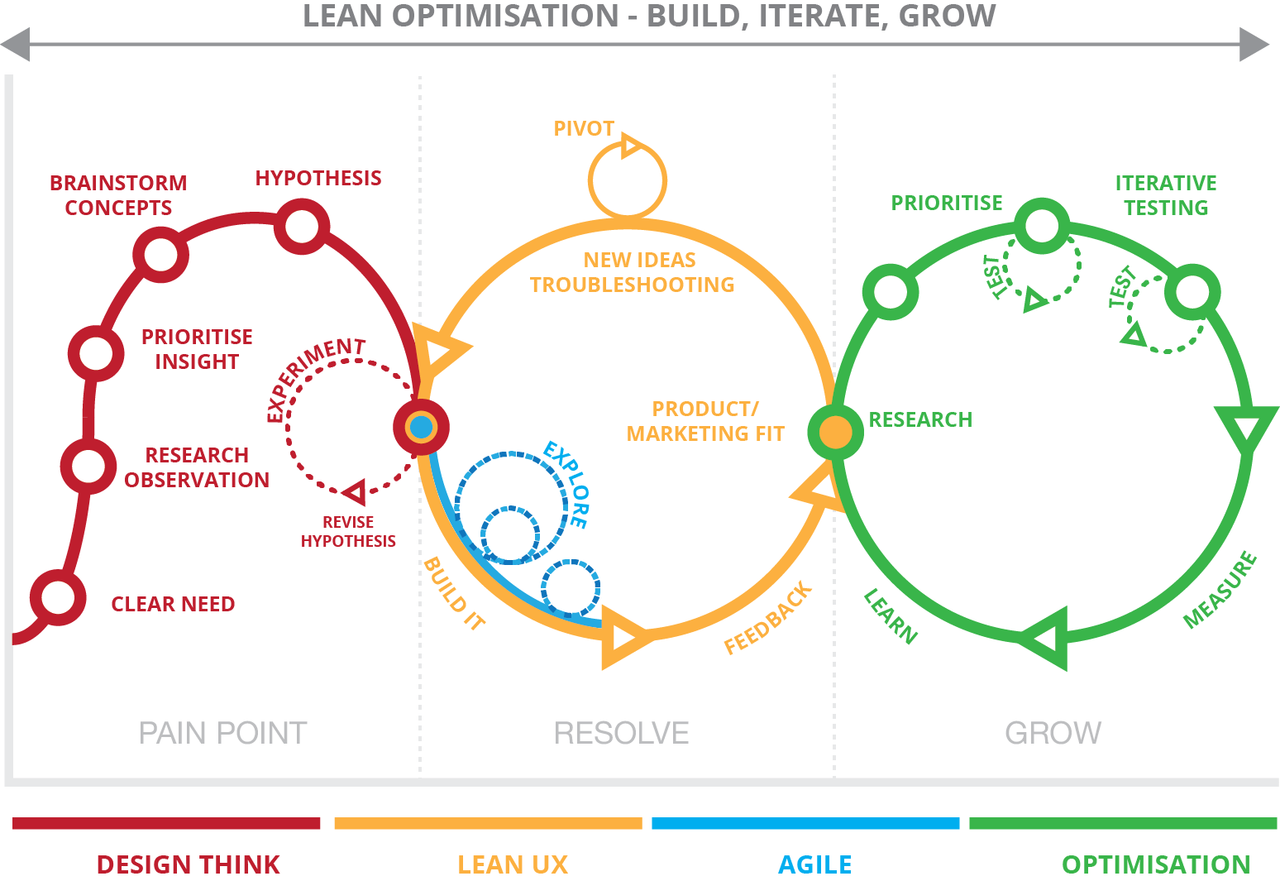 LEAN OPTIMISATION - BUILD, ITERATE, GROW
BRAINSTORM
CONCEPTS
HYPOTHESIS
PRIORITISE
INSIGHT
EXPERIMENT
RESEARCH
OBSERVATION
REVISE
HYPOTHESIS
CLEAR NEED
PIVOT
NEW IDEAS
TROUBLESHOOTING
PRODUCT/
MARKETING FIT
EXPLORE
BUILD IT
FEEDBACK
PRIORITISE
ITERATIVE
TESTING
TEST
TEST
RESEARCH
LEARN
MEASURE
PAIN POINT
RESOLVE
GROW
DESIGN THINK
LEAN UX
AGILE
OPTIMISATION